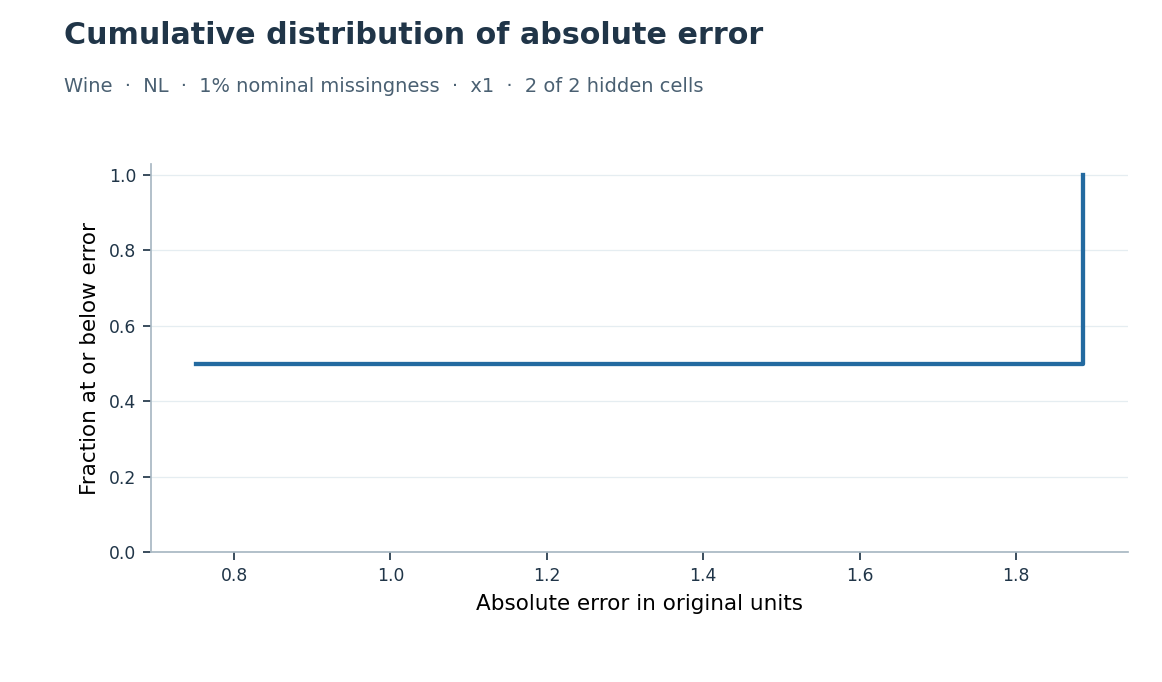 Cumulative distribution of absolute error
Wine · NL · 1% nominal missingness · x1 · 2 of 2 hidden cells
Fraction at or below error
1.0
0.8
0.6
0.4
0.2
0.0
0.8 1.0 1.2 1.4 1.6 1.8
Absolute error in original units